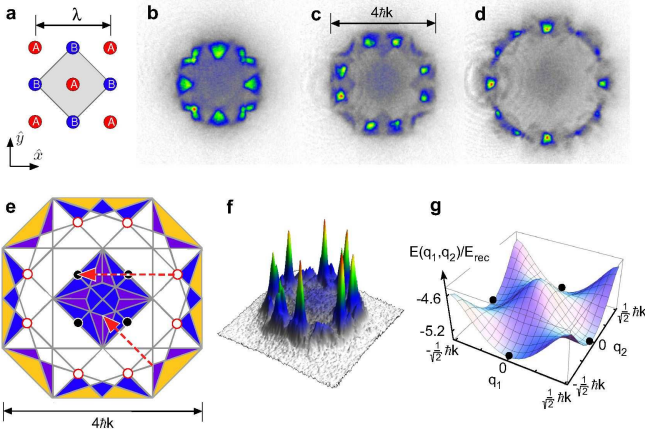 a
λ
A B A
B A B
A B A
ŷ
x̂
b
c
4ħk
d
e
4ħk
f
g
E(q₁,q₂)/E_rec
-4.6
-5.2
-1/√2 ħk
0
q₁
1/√2 ħk
-1/√2 ħk
0
q₂
1/√2 ħk